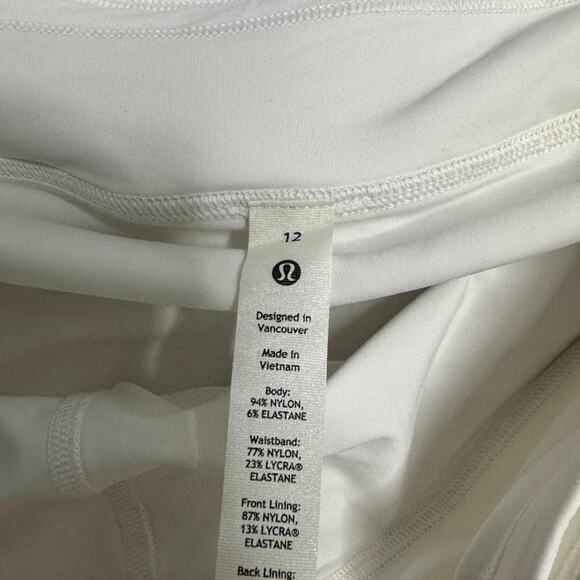 12
Designed in
Vancouver
Made in
Vietnam
Body:
94% NYLON,
6% ELASTANE
Waistband:
77% NYLON,
23% LYCRA®
ELASTANE
Front Lining:
87% NYLON,
13% LYCRA®
ELASTANE
Back Lining: